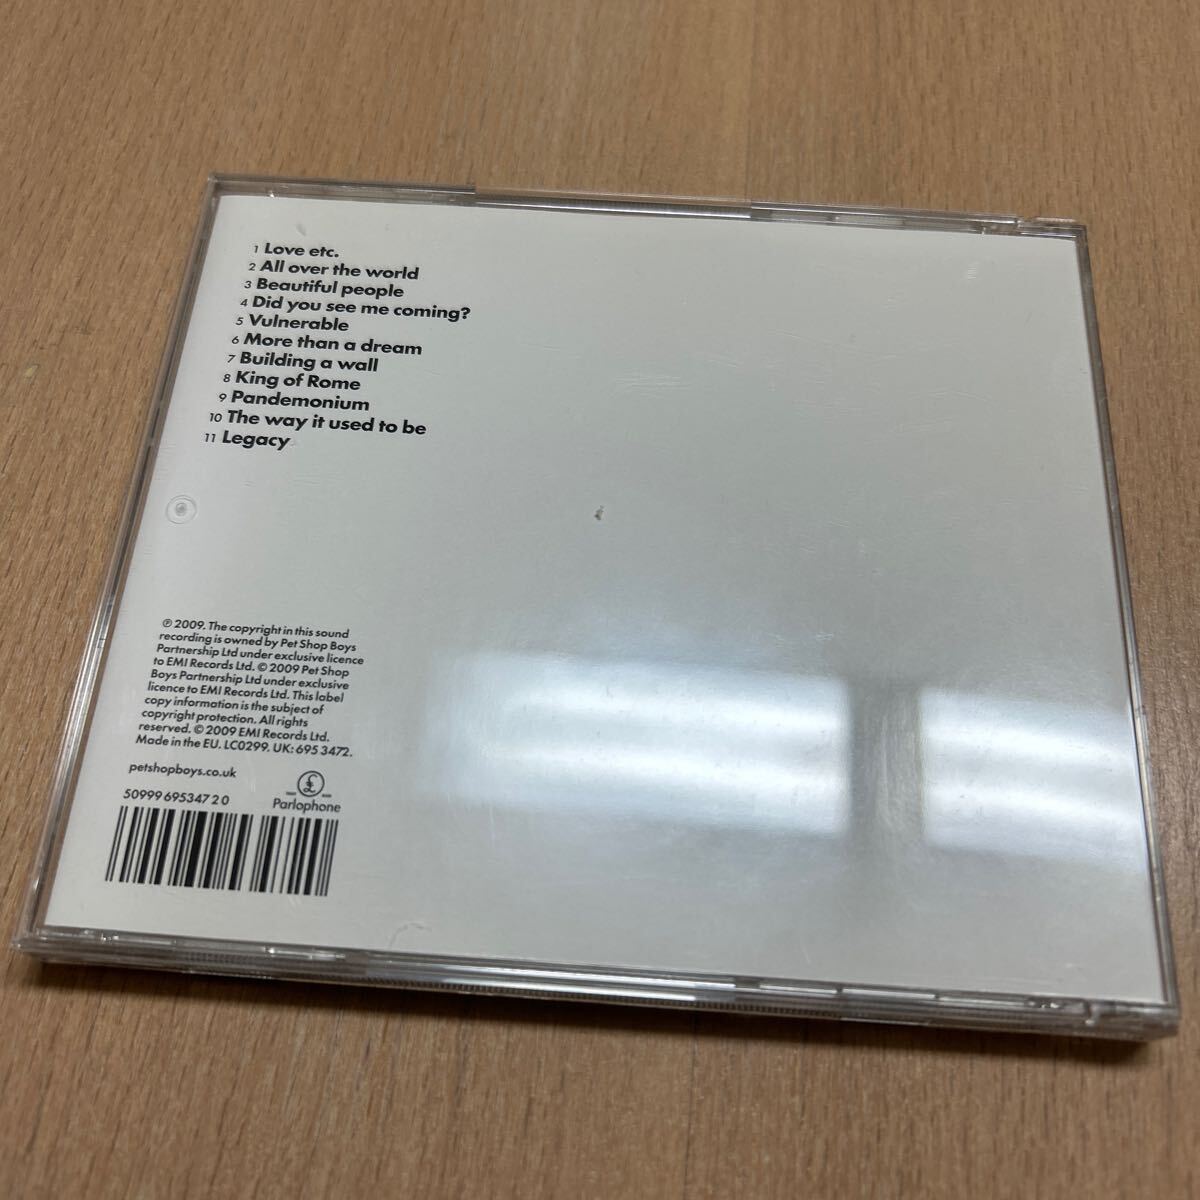 1 Love etc.
2 All over the world
3 Beautiful people
4 Did you see me coming?
5 Vulnerable
6 More than a dream
7 Building a wall
8 King of Rome
9 Pandemonium
10 The way it used to be
11 Legacy
℗ 2009. The copyright in this sound
recording is owned by Pet Shop Boys
Partnership Ltd under exclusive licence
to EMI Records Ltd. © 2009 Pet Shop
Boys Partnership Ltd under exclusive
licence to EMI Records Ltd. This label
copy information is the subject of
copyright protection. All rights
reserved. © 2009 EMI Records Ltd.
Made in the EU. LC0299. UK: 695 3472.
petshopboys.co.uk
£
Parlophone
50999 69534720